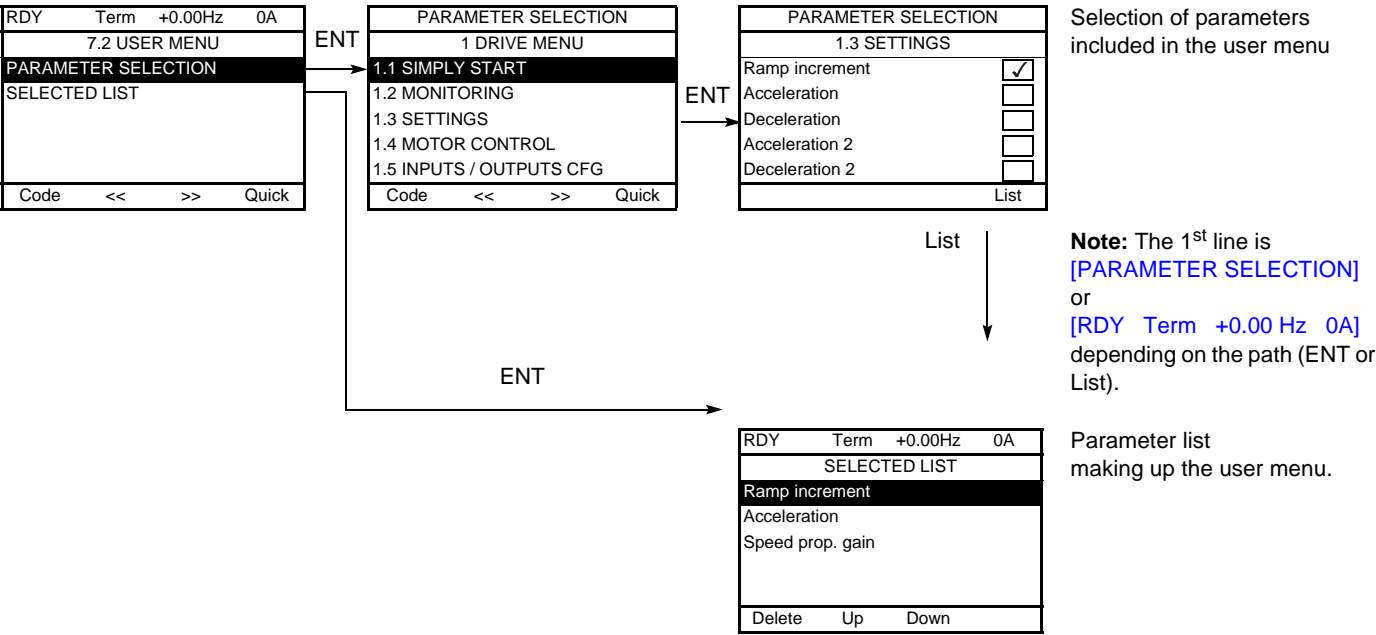 RDY Term +0.00Hz 0A
7.2 USER MENU
PARAMETER SELECTION
SELECTED LIST
Code << >> Quick
ENT
PARAMETER SELECTION
1 DRIVE MENU
1.1 SIMPLY START
1.2 MONITORING
1.3 SETTINGS
1.4 MOTOR CONTROL
1.5 INPUTS / OUTPUTS CFG
Code << >> Quick
ENT
PARAMETER SELECTION
1.3 SETTINGS
Ramp increment ✓
Acceleration
Deceleration
Acceleration 2
Deceleration 2
List
Selection of parameters
included in the user menu
List
Note: The 1st line is
[PARAMETER SELECTION]
or
[RDY Term +0.00 Hz 0A]
depending on the path (ENT or
List).
ENT
RDY Term +0.00Hz 0A
SELECTED LIST
Ramp increment
Acceleration
Speed prop. gain
Delete Up Down
Parameter list
making up the user menu.